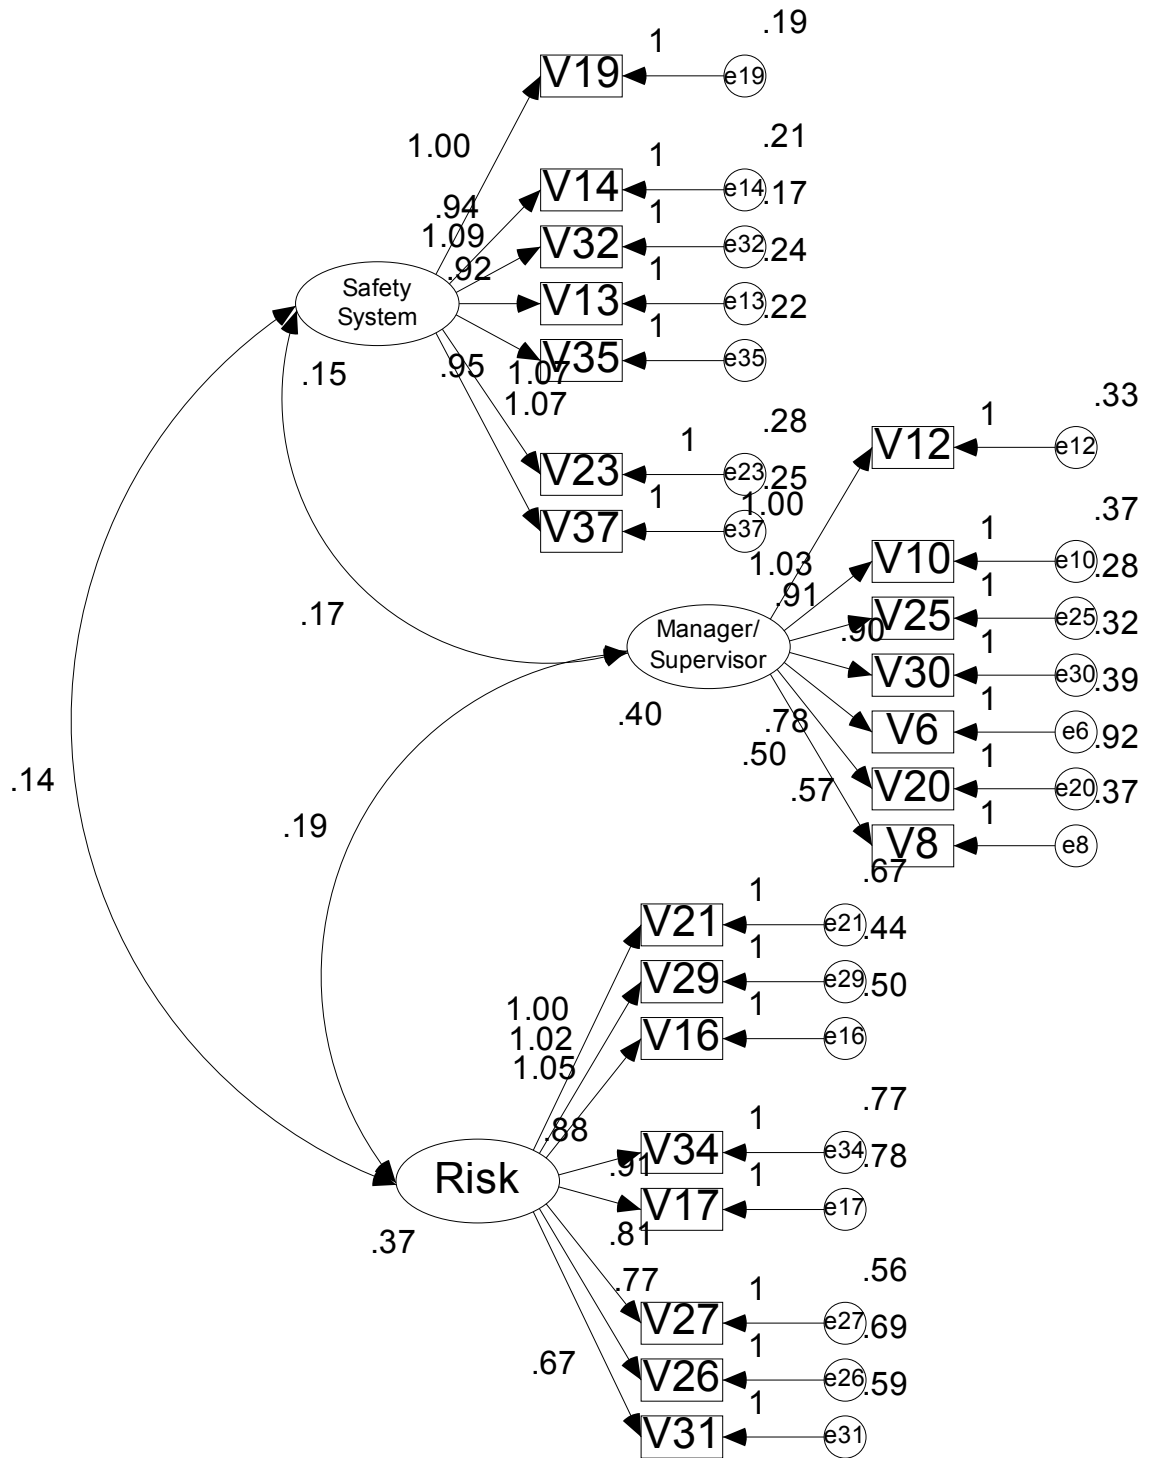 .19
1
V19
e19
1.00
.21
1
V14
e14
.17
.94
1
1.09
V32
e32
.24
.92
1
Safety
System
V13
e13
.22
1
V35
e35
.15
.95
1.07
1.07
.33
1
V12
e12
.28
1
V23
e23
.25
1
1.00
V37
e37
.37
1
V10
e10
.28
1.03
.91
1
.17
V25
e25
.32
Manager/
Supervisor
.90
1
V30
e30
.39
1
.40
.78
V6
e6
.92
.50
1
.14
.57
V20
e20
.37
1
.19
V8
e8
.67
1
V21
e21
.44
1
V29
e29
.50
1.00
1
1.02
V16
e16
1.05
.77
1
.88
V34
e34
.78
.91
1
Risk
V17
e17
.37
.81
.56
.77
1
V27
e27
.69
1
.67
V26
e26
.59
1
V31
e31